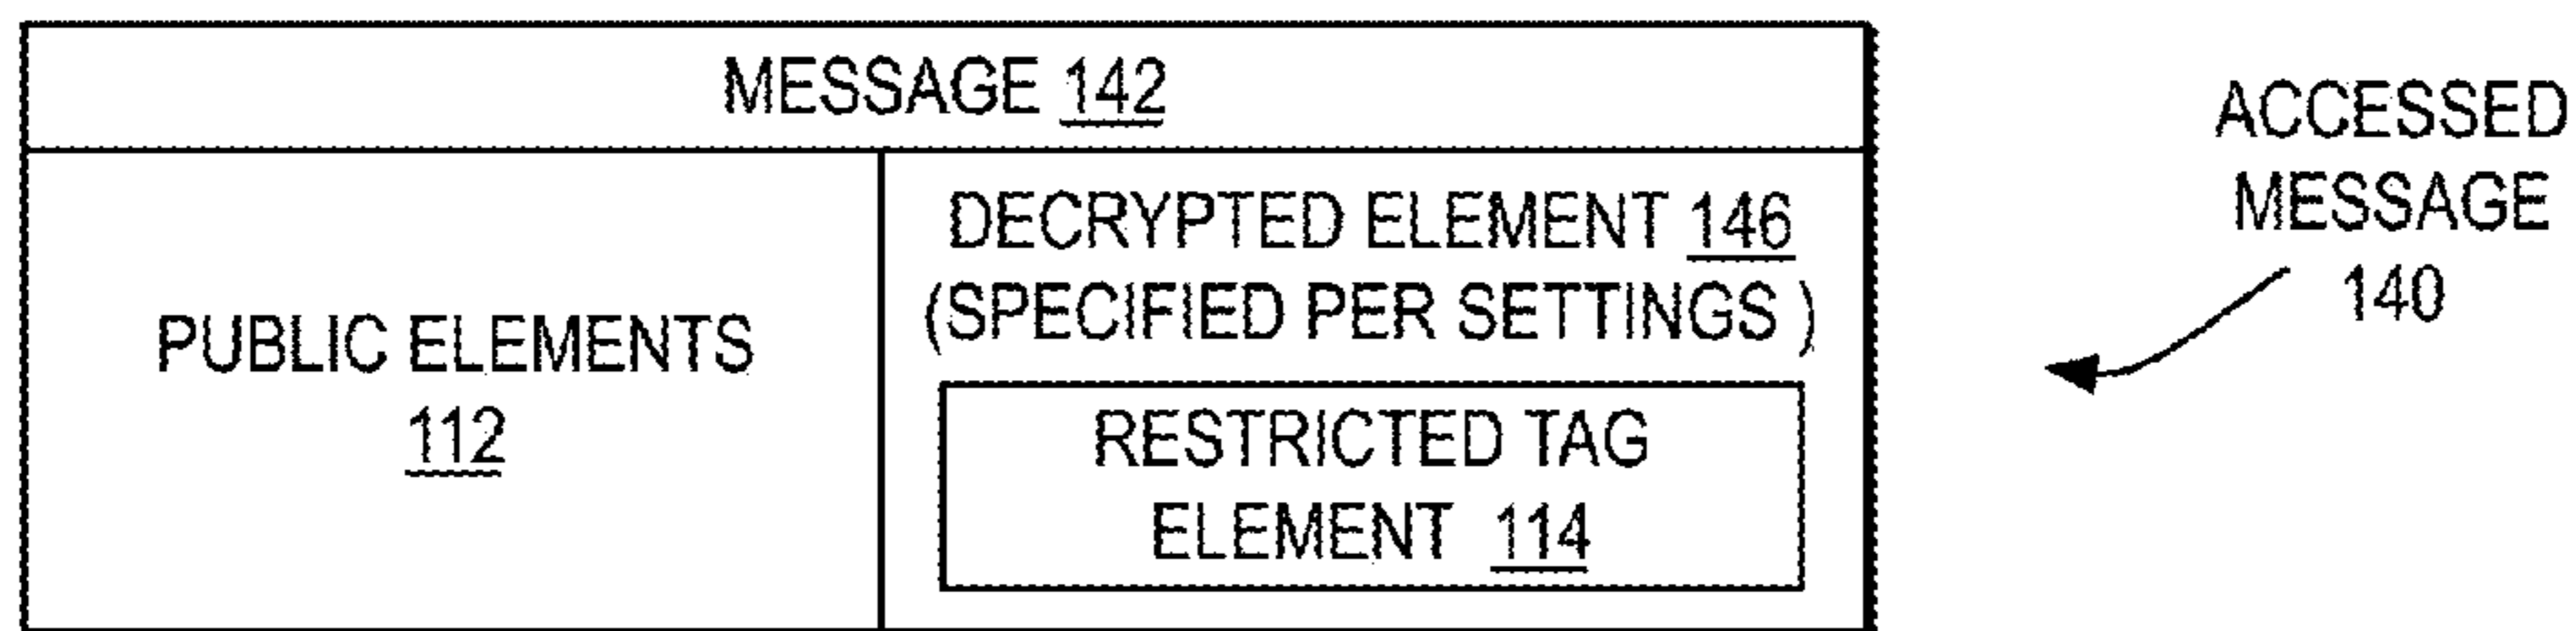 MESSAGE 142
PUBLIC ELEMENTS
112
DECRYPTED ELEMENT 146
(SPECIFIED PER SETTINGS )
RESTRICTED TAG
ELEMENT 114
ACCESSED
MESSAGE
140